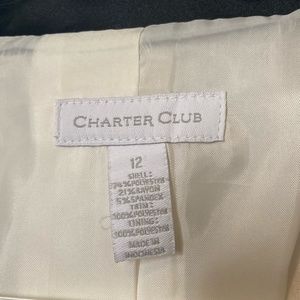 CHARTER CLUB
12
SHELL:
74%POLYESTER
21%RAYON
5%SPANDEX
TRIM:
100%POLYESTER
LINING:
100%POLYESTER
MADE IN
INDONESIA